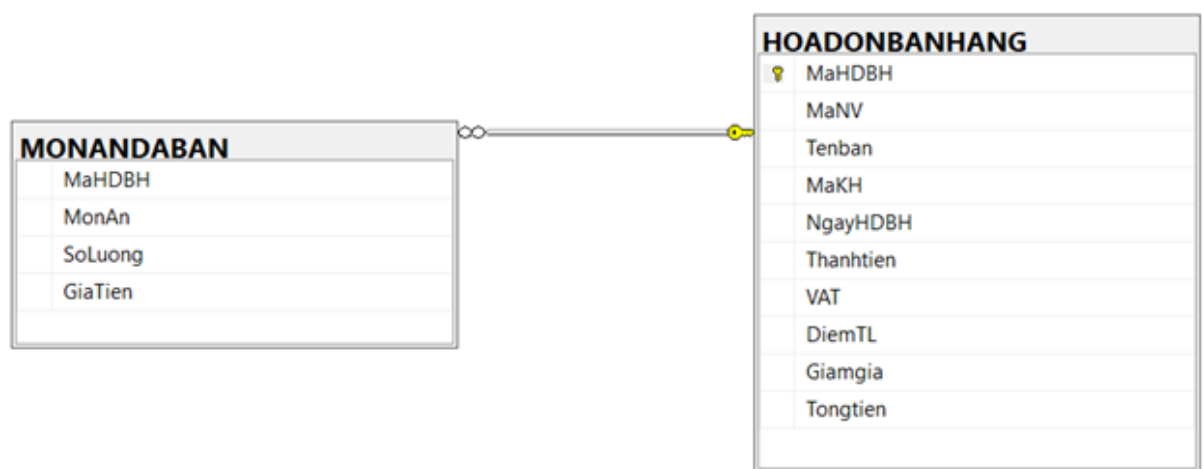 MONANDABAN
MaHDBH
MonAn
SoLuong
GiaTien
HOADONBANHANG
MaHDBH
MaNV
Tenban
MaKH
NgayHDBH
Thanhtien
VAT
DiemTL
Giamgia
Tongtien